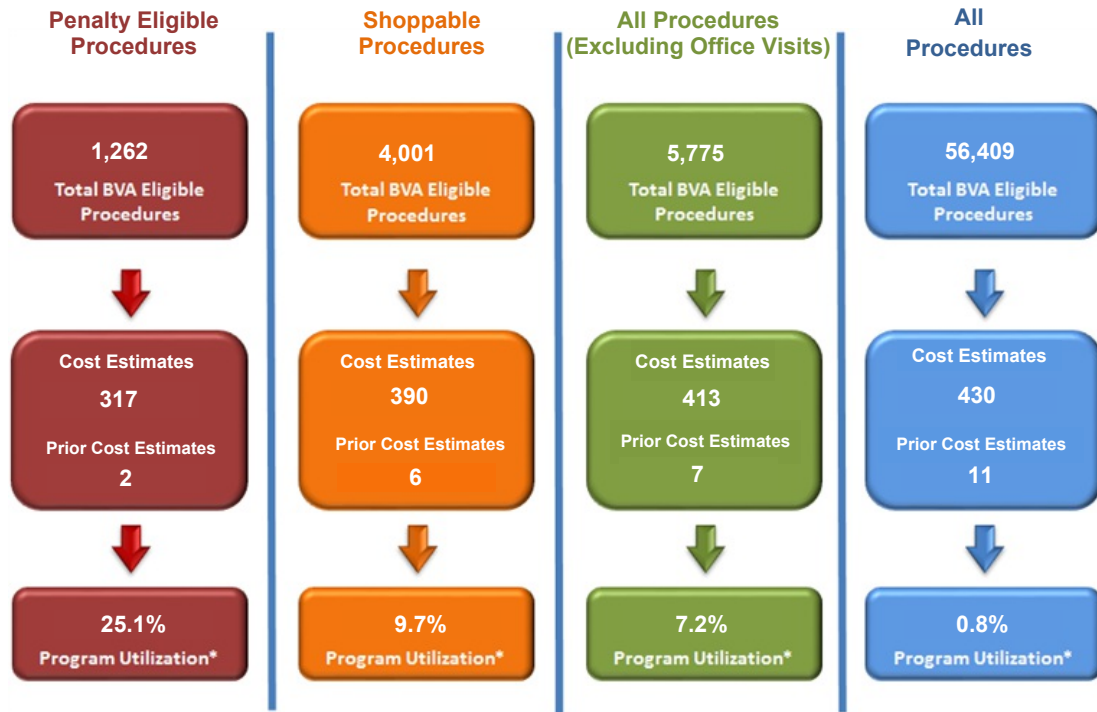 Penalty Eligible
Procedures
1,262
Total BVA Eligible
Procedures
Cost Estimates
317
Prior Cost Estimates
2
25.1%
Program Utilization*
Shoppable
Procedures
4,001
Total BVA Eligible
Procedures
Cost Estimates
390
Prior Cost Estimates
6
9.7%
Program Utilization*
All Procedures
(Excluding Office Visits)
5,775
Total BVA Eligible
Procedures
Cost Estimates
413
Prior Cost Estimates
7
7.2%
Program Utilization*
All
Procedures
56,409
Total BVA Eligible
Procedures
Cost Estimates
430
Prior Cost Estimates
11
0.8%
Program Utilization*